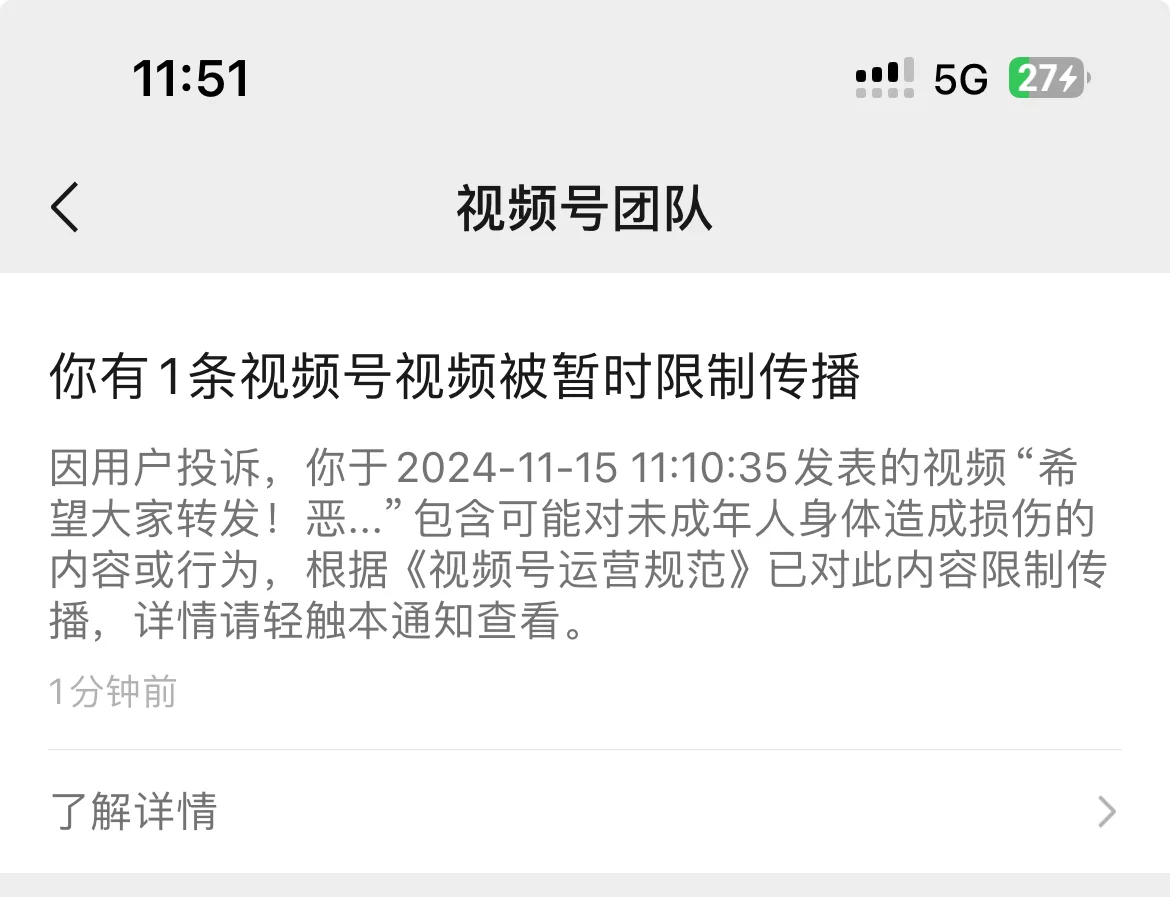 11:51
5G 27
视频号团队
你有1条视频号视频被暂时限制传播
因用户投诉，你于2024-11-15 11:10:35发表的视频“希
望大家转发！恶...”包含可能对未成年人身体造成损伤的
内容或行为，根据《视频号运营规范》已对此内容限制传
播，详情请轻触本通知查看。
1分钟前
了解详情